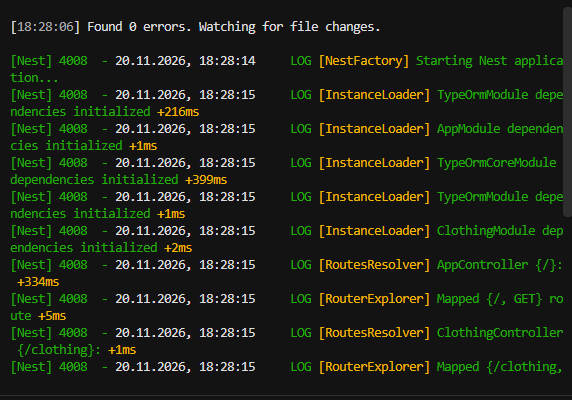 [18:28:06] Found 0 errors. Watching for file changes.
[Nest] 4008  - 20.11.2026, 18:28:14     LOG [NestFactory] Starting Nest applica
tion...
[Nest] 4008  - 20.11.2026, 18:28:15     LOG [InstanceLoader] TypeOrmModule depe
ndencies initialized +216ms
[Nest] 4008  - 20.11.2026, 18:28:15     LOG [InstanceLoader] AppModule dependen
cies initialized +1ms
[Nest] 4008  - 20.11.2026, 18:28:15     LOG [InstanceLoader] TypeOrmCoreModule
dependencies initialized +399ms
[Nest] 4008  - 20.11.2026, 18:28:15     LOG [InstanceLoader] TypeOrmModule depe
ndencies initialized +1ms
[Nest] 4008  - 20.11.2026, 18:28:15     LOG [InstanceLoader] ClothingModule dep
endencies initialized +2ms
[Nest] 4008  - 20.11.2026, 18:28:15     LOG [RoutesResolver] AppController {/}:
 +334ms
[Nest] 4008  - 20.11.2026, 18:28:15     LOG [RouterExplorer] Mapped {/, GET} ro
ute +5ms
[Nest] 4008  - 20.11.2026, 18:28:15     LOG [RoutesResolver] ClothingController
 {/clothing}: +1ms
[Nest] 4008  - 20.11.2026, 18:28:15     LOG [RouterExplorer] Mapped {/clothing,